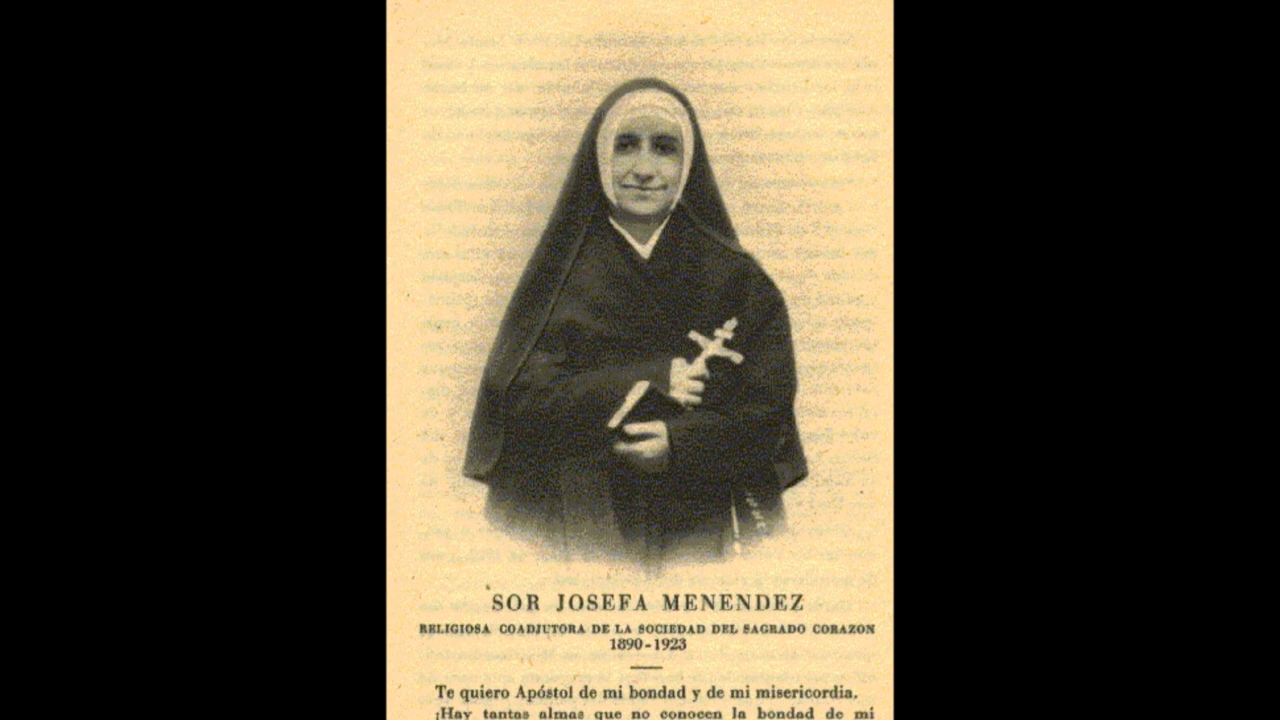 SOR JOSEFA MENENDEZ
RELIGIOSA COADJUTORA DE LA SOCIEDAD DEL SAGRADO CORAZON
1890-1923
Te quiero Apóstol de mi bondad y de mi misericordia.
¡Hay tantas almas que no conocen la bondad de mi